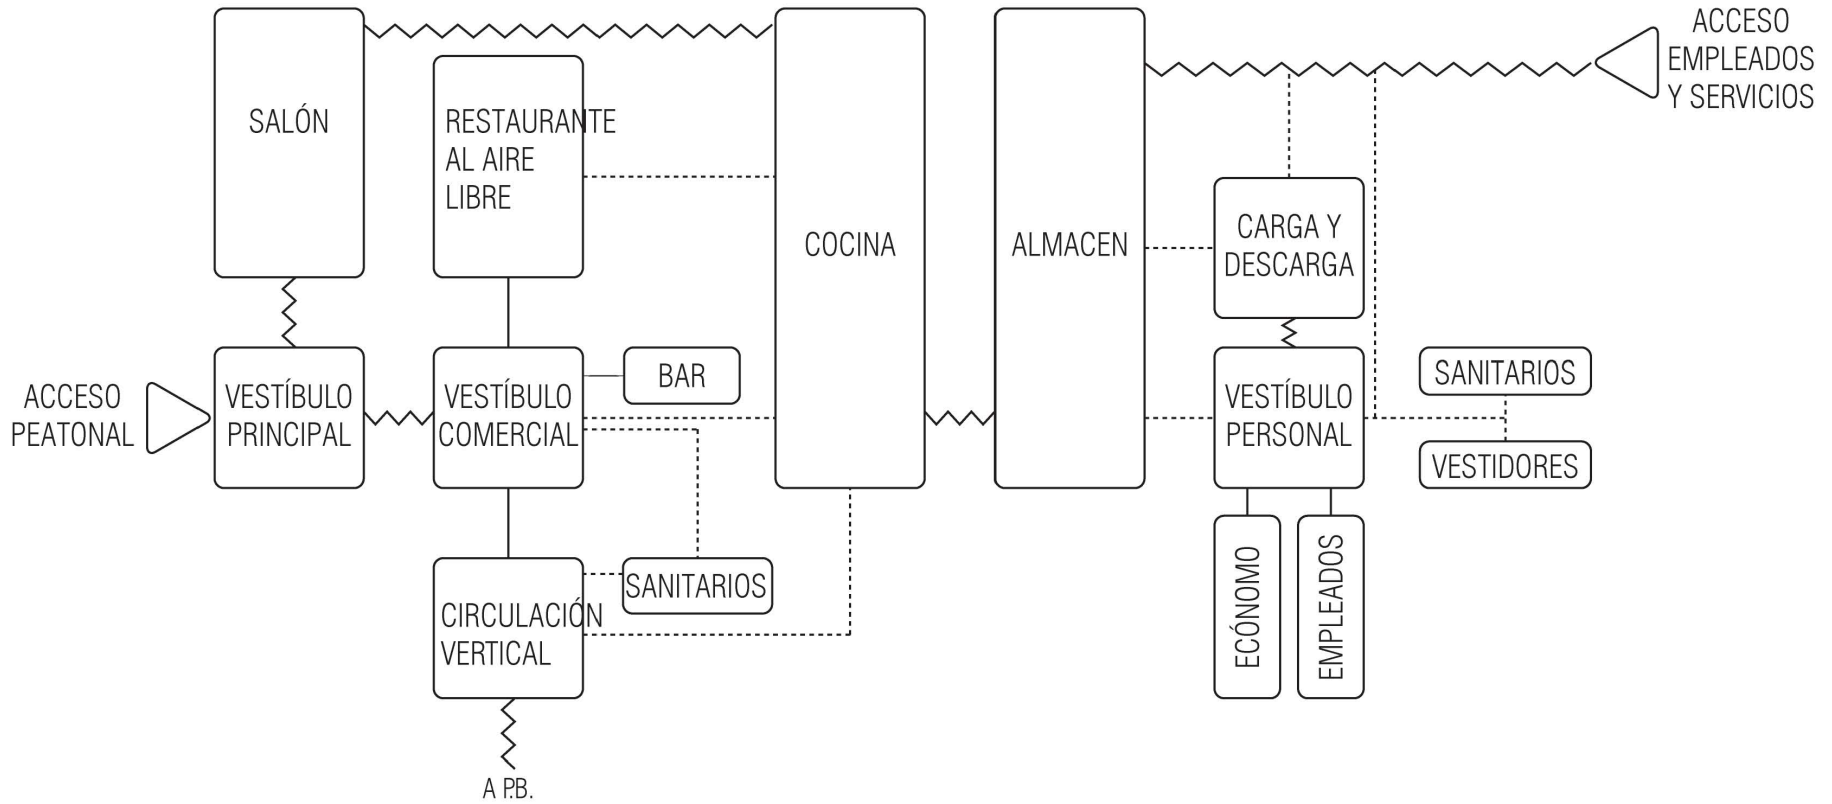 SALÓN
RESTAURANTE
AL AIRE
LIBRE
COCINA
ALMACEN
CARGA Y
DESCARGA
ACCESO
EMPLEADOS
Y SERVICIOS
ACCESO
PEATONAL
VESTÍBULO
PRINCIPAL
VESTÍBULO
COMERCIAL
BAR
VESTÍBULO
PERSONAL
SANITARIOS
VESTIDORES
CIRCULACIÓN
VERTICAL
SANITARIOS
ECÓNOMO
EMPLEADOS
A P.B.